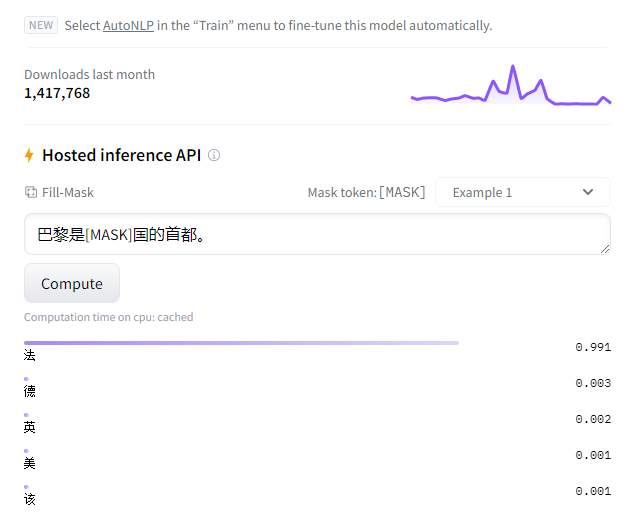 NEW Select AutoNLP in the “Train” menu to fine-tune this model automatically.
Downloads last month
1,417,768
Hosted inference API
Fill-Mask Mask token: [MASK] Example 1
巴黎是[MASK]国的首都。
Compute
Computation time on cpu: cached
法 0.991
德 0.003
英 0.002
美 0.001
该 0.001